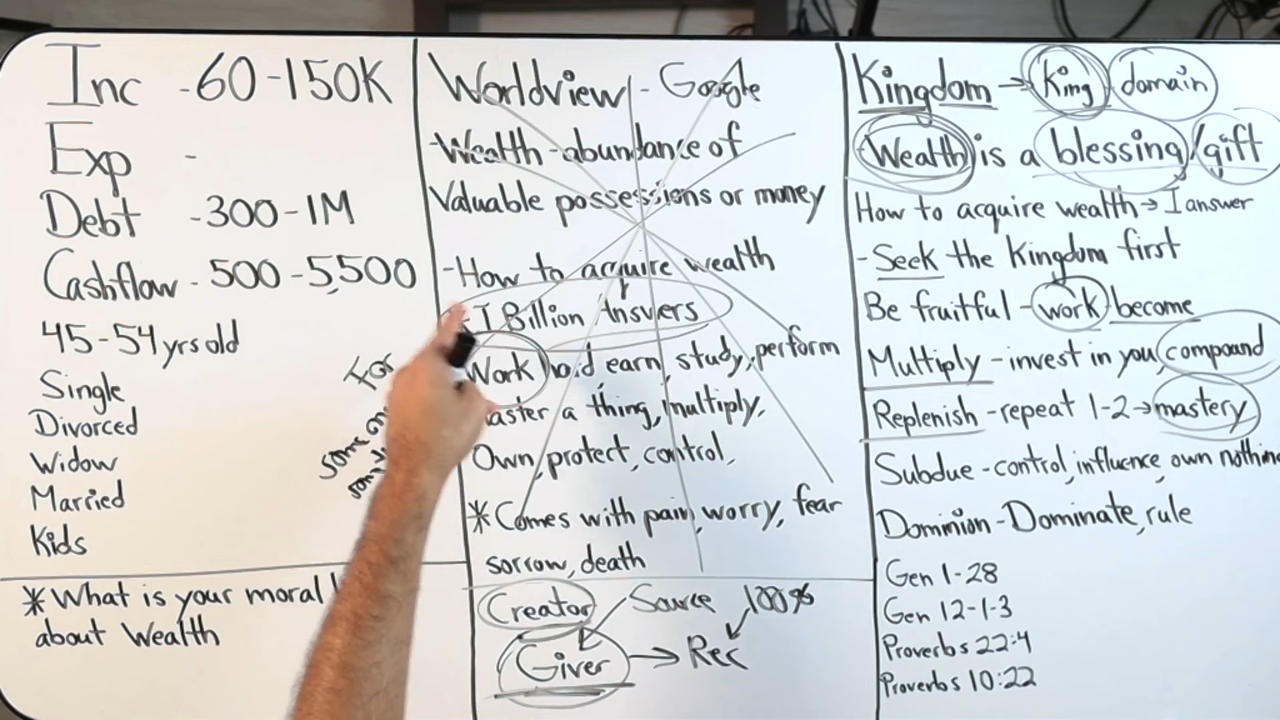 Inc - 60 - 150K
Exp -
Debt - 300 - 1M
Cashflow - 500 - 5,500
45 - 54 yrs old
Single
Divorced
Widow
Married
Kids
For
some
*What is your moral
about Wealth
Worldview - Google
- Wealth - abundance of
Valuable possessions or money
- How to acquire wealth
Billion
Work hard earn, study, perform
a thing, multiply,
Own, protect, control,
*Comes with pain, worry, fear
sorrow, death
Creator Source 100%
Giver → Rec
Kingdom → King domain
Wealth is a blessing/gift
How to acquire wealth → 1 answer
- Seek the Kingdom first
Be fruitful - work become
Multiply - invest in you, compound
Replenish - repeat 1-2 → mastery
Subdue - control, influence, own nothing
Dominion - Dominate, rule
Gen 1-28
Gen 12-1-3
Proverbs 22:4
Proverbs 10:22